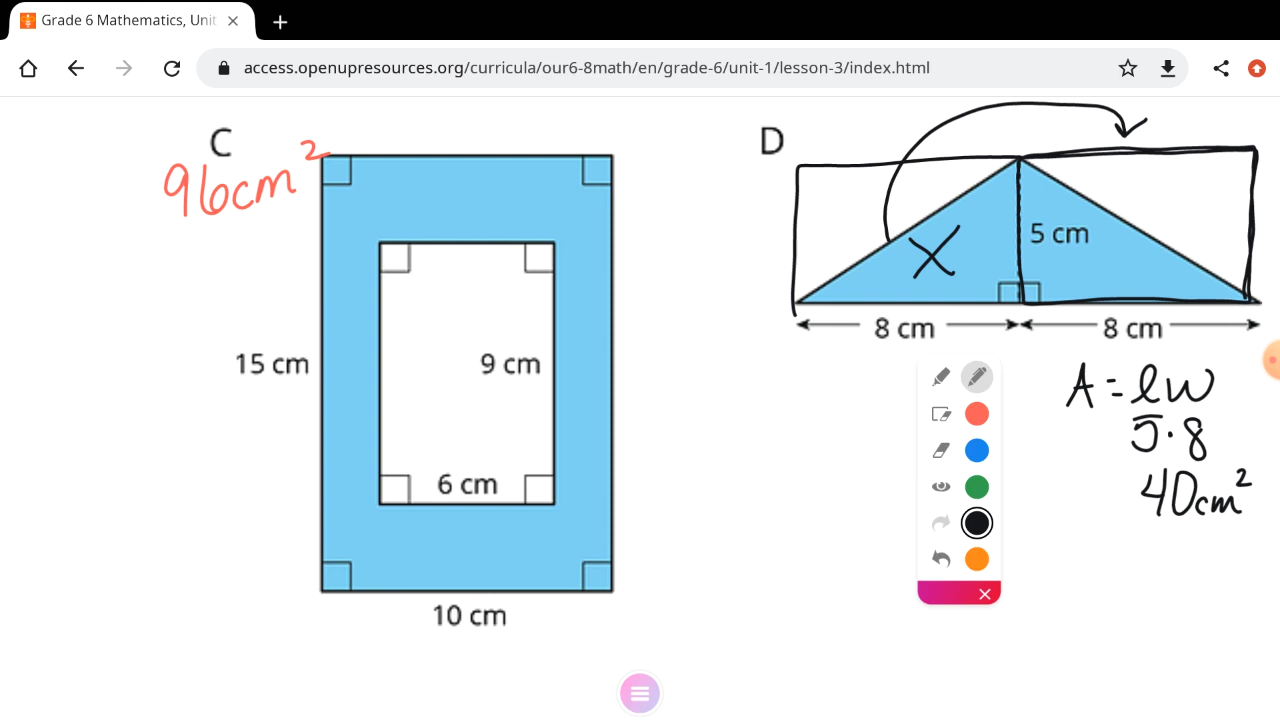 Grade 6 Mathematics, Unit
access.openupresources.org/curricula/our6-8math/en/grade-6/unit-1/lesson-3/index.html
C
96cm²
15 cm
9 cm
6 cm
10 cm
D
X
5 cm
8 cm
8 cm
A = lw
5·8
40cm²